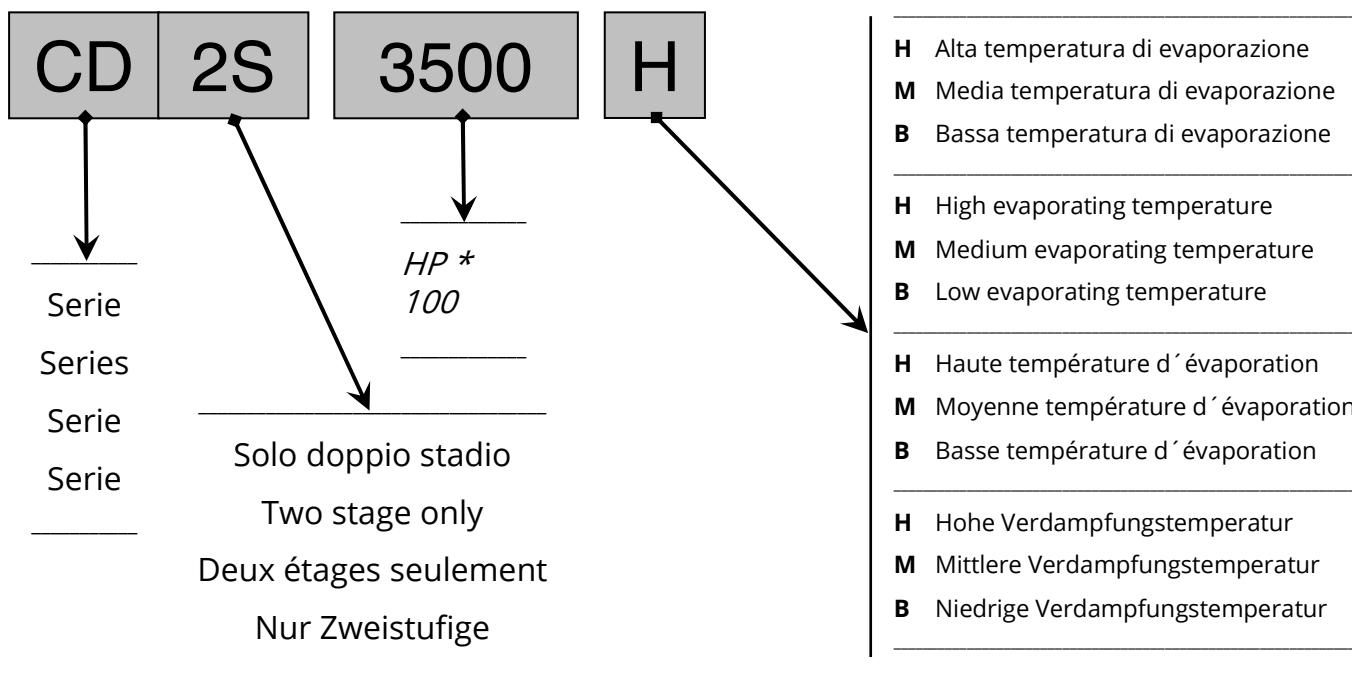 CD 2S 3500 H
Serie
Series
Serie
Serie
Solo doppio stadio
Two stage only
Deux étages seulement
Nur Zweistufige
HP *
100
H Alta temperatura di evaporazione
M Media temperatura di evaporazione
B Bassa temperatura di evaporazione
H High evaporating temperature
M Medium evaporating temperature
B Low evaporating temperature
H Haute température d´évaporation
M Moyenne température d´évaporation
B Basse température d´évaporation
H Hohe Verdampfungstemperatur
M Mittlere Verdampfungstemperatur
B Niedrige Verdampfungstemperatur